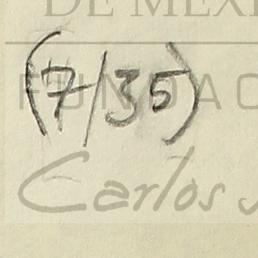 DE MEXI
(7/35)
FUNDAC
Carlos